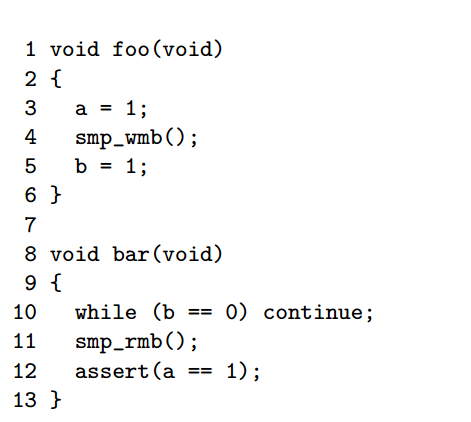 1 void foo(void)
2 {
3   a = 1;
4   smp_wmb();
5   b = 1;
6 }
7
8 void bar(void)
9 {
10   while (b == 0) continue;
11   smp_rmb();
12   assert(a == 1);
13 }